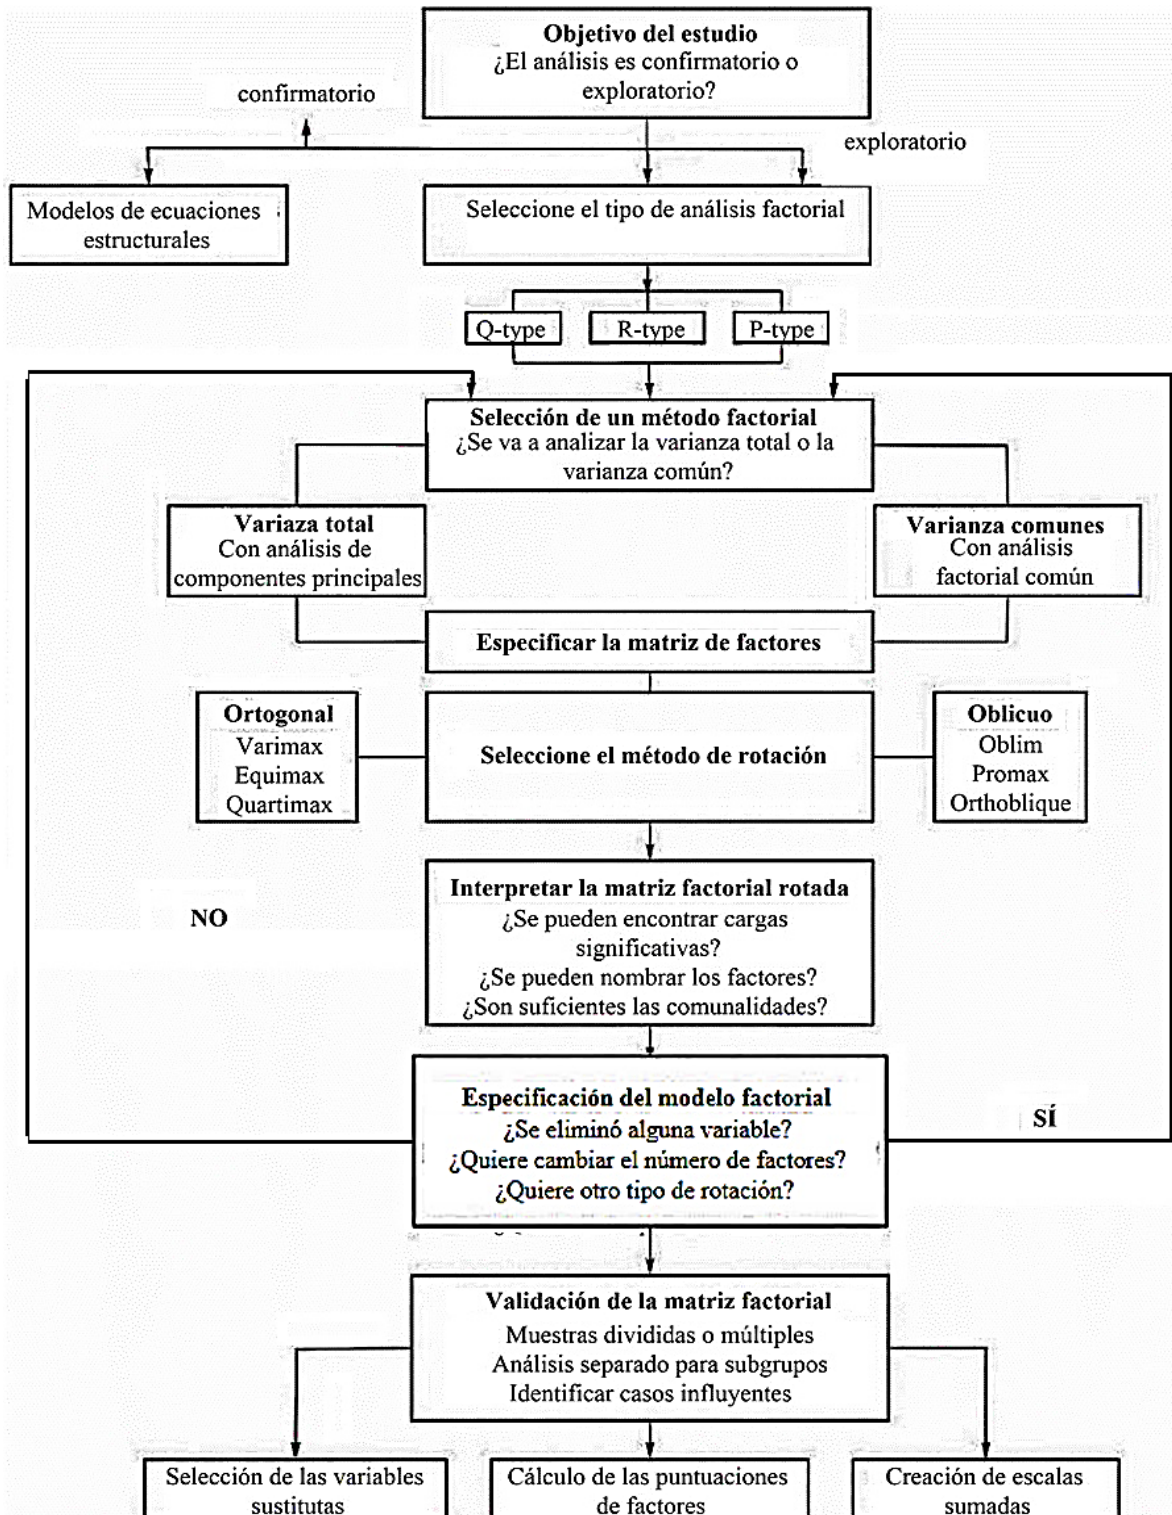 Objetivo del estudio
¿El análisis es confirmatorio o
exploratorio?
confirmatorio
exploratorio
Modelos de ecuaciones
estructurales
Seleccione el tipo de análisis factorial
Q-type
R-type
P-type
Selección de un método factorial
¿Se va a analizar la varianza total o la
varianza común?
Variaza total
Con análisis de
componentes principales
Varianza comunes
Con análisis
factorial común
Especificar la matriz de factores
Ortogonal
Varimax
Equimax
Quartimax
Seleccione el método de rotación
Oblicuo
Oblim
Promax
Orthoblique
Interpretar la matriz factorial rotada
¿Se pueden encontrar cargas
significativas?
¿Se pueden nombrar los factores?
¿Son suficientes las comunalidades?
NO
Especificación del modelo factorial
¿Se eliminó alguna variable?
¿Quiere cambiar el número de factores?
¿Quiere otro tipo de rotación?
SÍ
Validación de la matriz factorial
Muestras divididas o múltiples
Análisis separado para subgrupos
Identificar casos influyentes
Selección de las variables
sustitutas
Cálculo de las puntuaciones
de factores
Creación de escalas
sumadas